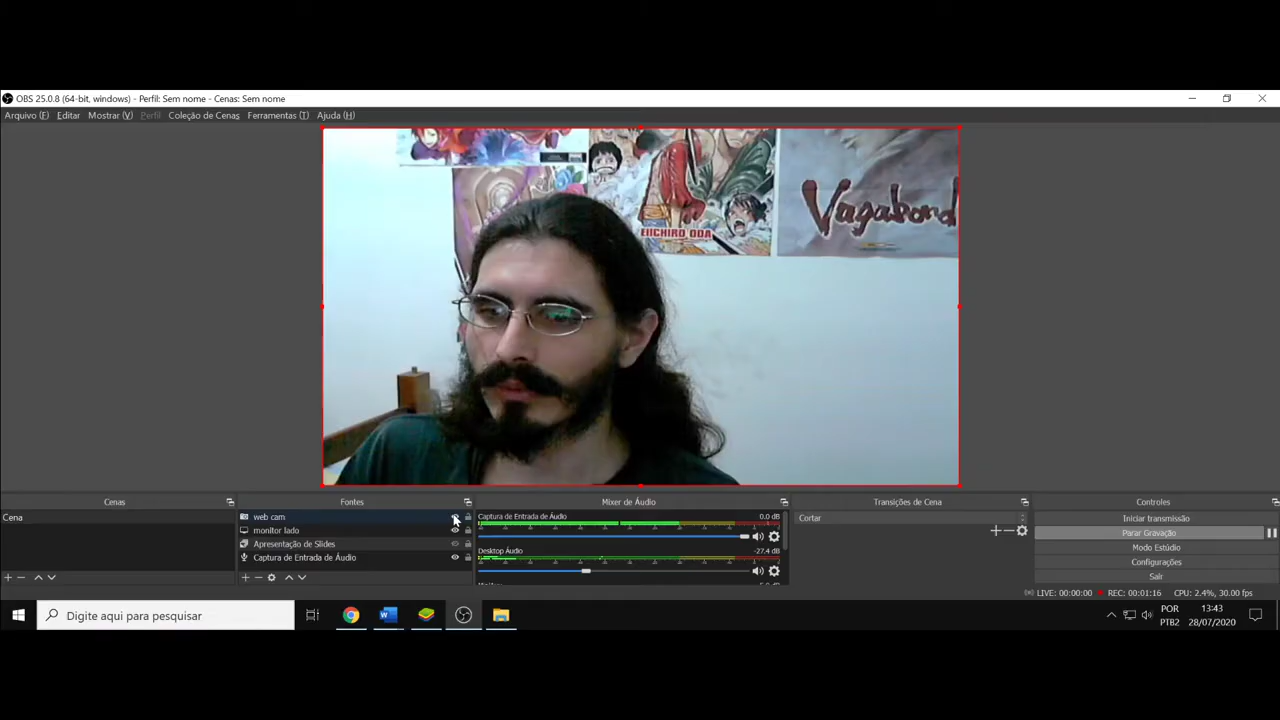 OBS 25.0.8 (64-bit, windows) - Perfil: Sem nome - Cenas: Sem nome
Arquivo (F) Editar Mostrar (V) Perfil Coleção de Cenas Ferramentas (T) Ajuda (H)
EIICHIRO ODA
Vagabond
Cenas
Cena
Fontes
web cam
monitor lado
Apresentação de Slides
Captura de Entrada de Áudio
Mixer de Áudio
Captura de Entrada de Áudio 0.0 dB
Desktop Áudio -27.4 dB
Transições de Cena
Cortar
Controles
Iniciar transmissão
Parar Gravação
Modo Estúdio
Configurações
Sair
LIVE: 00:00:00 REC: 00:01:16 CPU: 2.4%, 30.00 fps
Digite aqui para pesquisar
POR
PTB2
13:43
28/07/2020